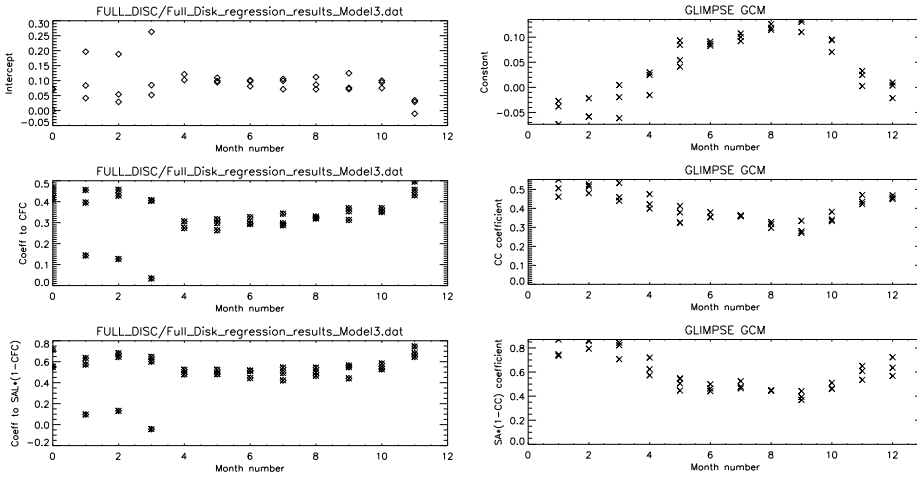 FULL_DISC/Full_Disk_regression_results_Model3.dat
Intercept
0.30
0.25
0.20
0.15
0.10
0.05
0.00
-0.05
0 2 4 6 8 10 12
Month number
GLIMPSE GCM
Constant
0.10
0.05
0.00
-0.05
0 2 4 6 8 10 12
Month number
FULL_DISC/Full_Disk_regression_results_Model3.dat
Coeff to CFC
0.5
0.4
0.3
0.2
0.1
0.0
0 2 4 6 8 10 12
Month number
GLIMPSE GCM
CC coefficient
0.5
0.4
0.3
0.2
0.1
0.0
0 2 4 6 8 10 12
Month number
FULL_DISC/Full_Disk_regression_results_Model3.dat
Coeff to SAL*(1-CFC)
0.8
0.6
0.4
0.2
0.0
-0.2
0 2 4 6 8 10 12
Month number
GLIMPSE GCM
SA*(1-CC) coefficient
0.8
0.6
0.4
0.2
0.0
0 2 4 6 8 10 12
Month number